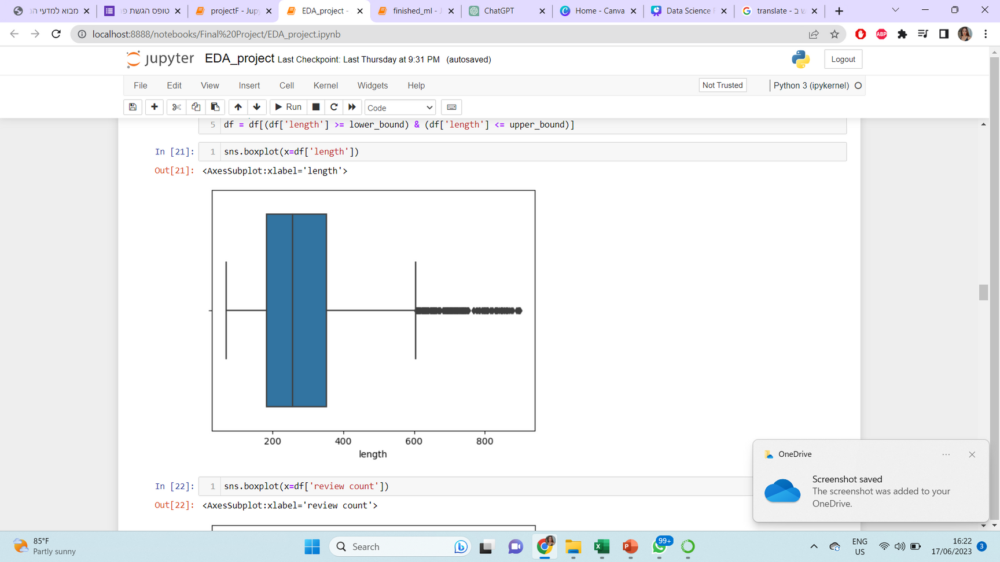 מבוא למדעי הנ
טופס הגשת פר
projectF - Jupy
EDA_project -
finished_ml - J
ChatGPT
Home - Canva
Data Science F
translate - ש ב
localhost:8888/notebooks/Final%20Project/EDA_project.ipynb
ABP
jupyter EDA_project Last Checkpoint: Last Thursday at 9:31 PM (autosaved)
Logout
File Edit View Insert Cell Kernel Widgets Help
Not Trusted
Python 3 (ipykernel)
Run
Code
5 df = df[(df['length'] >= lower_bound) & (df['length'] <= upper_bound)]
In [21]: 1 sns.boxplot(x=df['length'])
Out[21]: <AxesSubplot:xlabel='length'>
200 400 600 800
length
In [22]: 1 sns.boxplot(x=df['review count'])
Out[22]: <AxesSubplot:xlabel='review count'>
OneDrive
Screenshot saved
The screenshot was added to your
OneDrive.
85°F
Partly sunny
Search
99+
ENG
US
16:22
17/06/2023
3